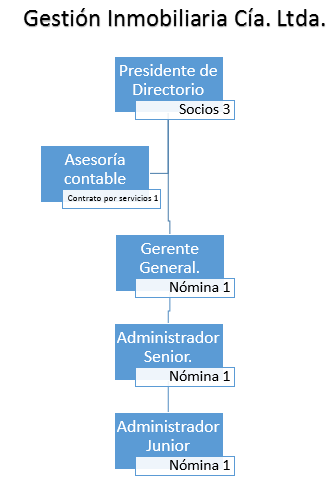 Gestión Inmobiliaria Cía. Ltda.
Presidente de
Directorio
Socios 3
Asesoría
contable
Contrato por servicios 1
Gerente
General.
Nómina 1
Administrador
Senior.
Nómina 1
Administrador
Junior
Nómina 1